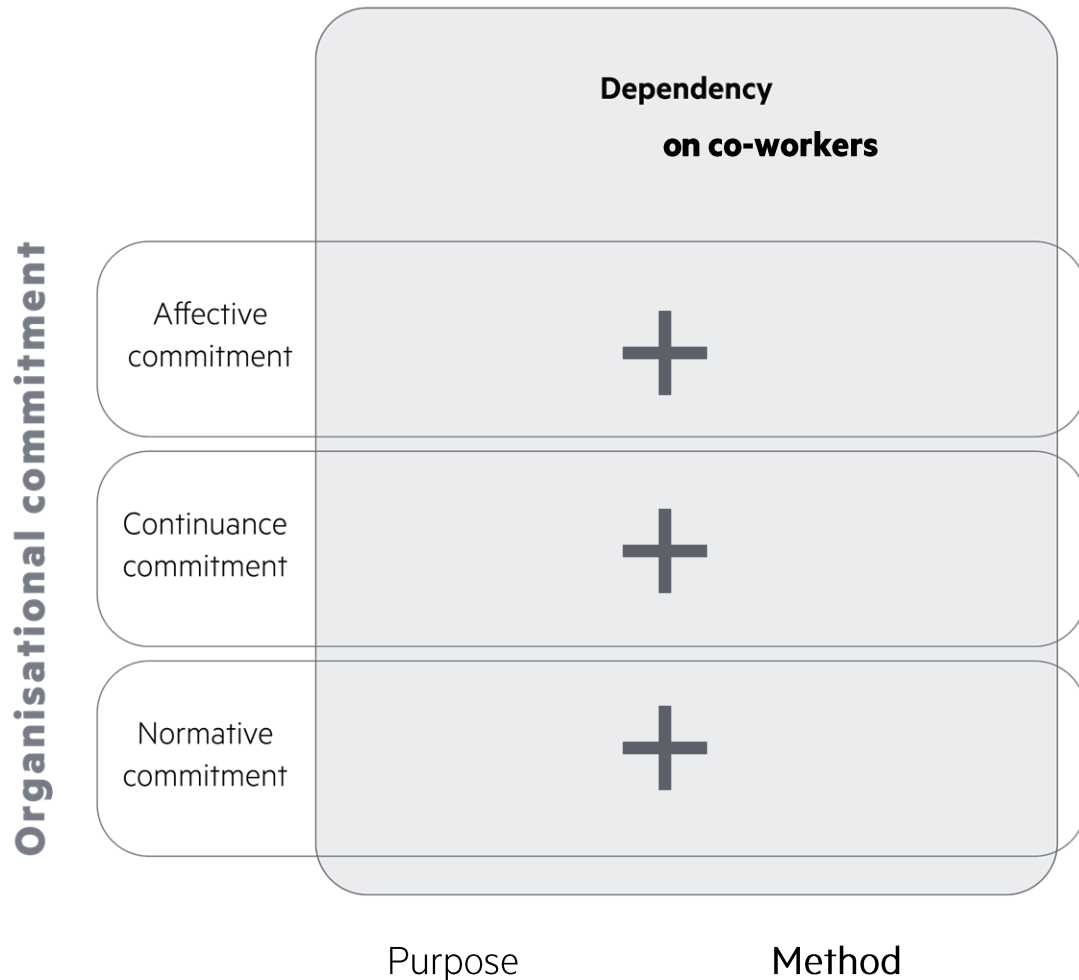 Dependency
on co-workers
Organisational commitment
Affective
commitment
Continuance
commitment
Normative
commitment
Purpose Method